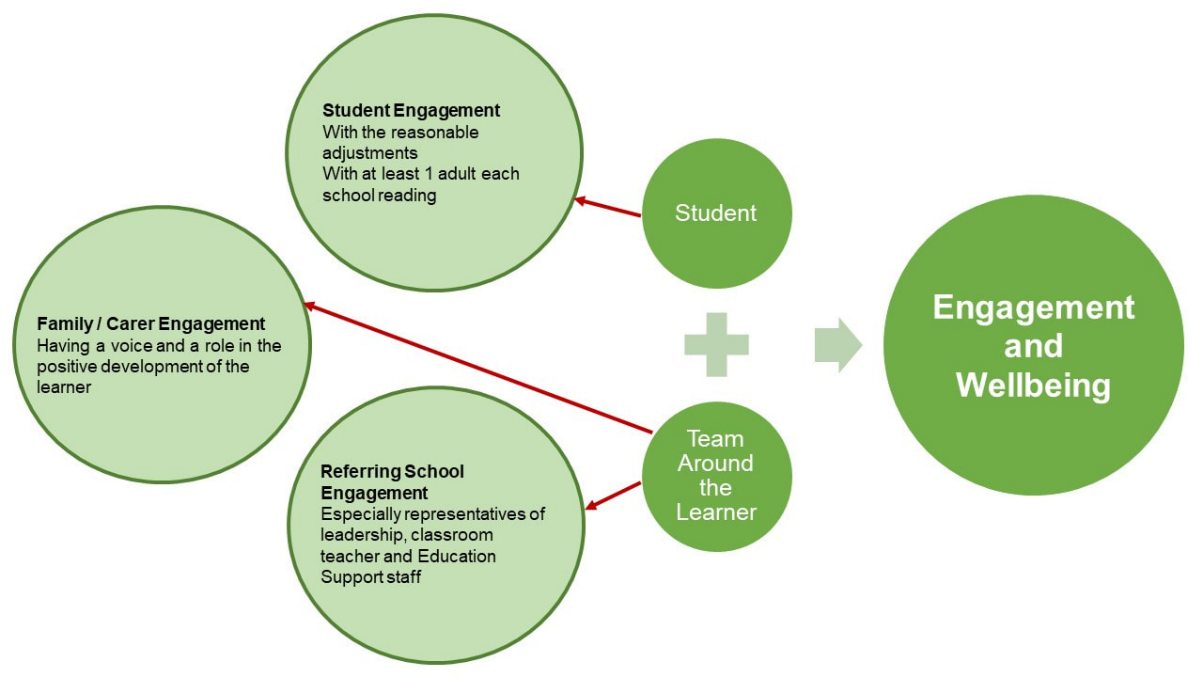 Student Engagement
With the reasonable
adjustments
With at least 1 adult each
school reading
Family / Carer Engagement
Having a voice and a role in the
positive development of the
learner
Referring School
Engagement
Especially representatives of
leadership, classroom
teacher and Education
Support staff
Student
Team
Around
the
Learner
Engagement
and
Wellbeing